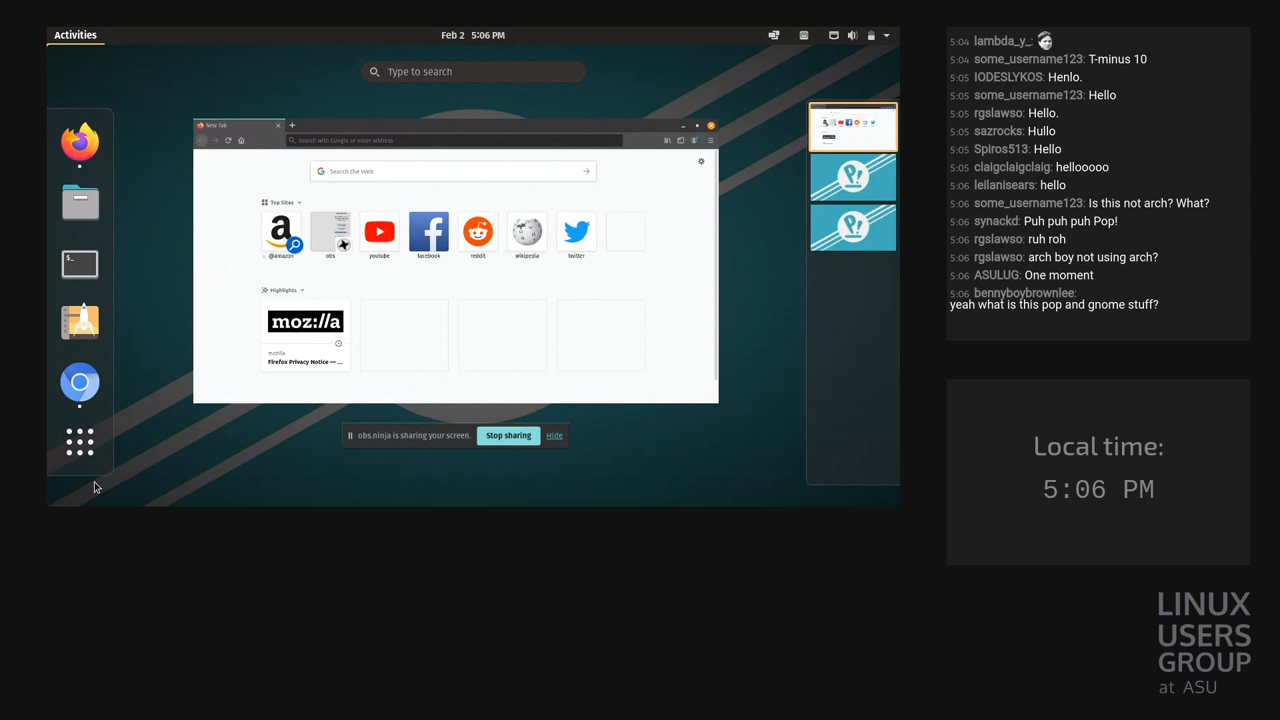 Activities
Feb 2 5:06 PM
Type to search
New Tab
Search with Google or enter address
Search the Web
Top Sites
@amazon
obs
youtube
facebook
reddit
wikipedia
twitter
Highlights
moz://a
mozilla
Firefox Privacy Notice — ...
obs.ninja is sharing your screen.
Stop sharing
Hide
5:04 lambda_y_:
5:04 some_username123: T-minus 10
5:05 IODESLYKOS: Henlo.
5:05 some_username123: Hello
5:05 rgslawso: Hello.
5:05 sazrocks: Hullo
5:05 Spiros513: Hello
5:05 claigclaigclaig: hellooooo
5:06 leilanisears: hello
5:06 some_username123: Is this not arch? What?
5:06 smackd: Puh puh puh Pop!
5:06 rgslawso: ruh roh
5:06 rgslawso: arch boy not using arch?
5:06 ASULUG: One moment
5:06 bennyboybrownlee:
yeah what is this pop and gnome stuff?
Local time:
5:06 PM
LINUX
USERS
GROUP
at ASU